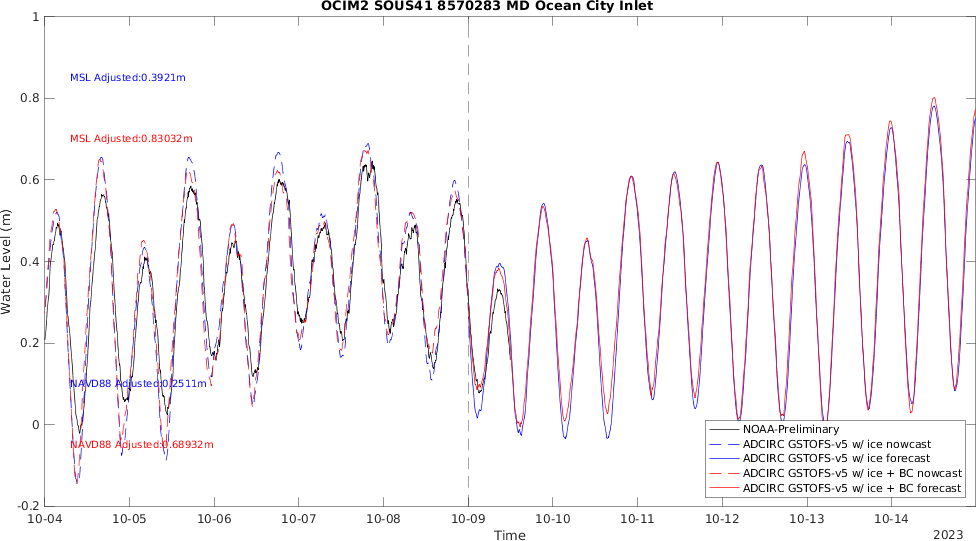 OCIM2 SOUS41 8570283 MD Ocean City Inlet
1
MSL Adjusted:0.3921m
0.8
MSL Adjusted:0.83032m
0.6
Water Level (m)
0.4
0.2
NAVD88 Adjusted:0.2511m
0
NAVD88 Adjusted:0.68932m
NOAA-Preliminary
ADCIRC GSTOFS-v5 w/ ice nowcast
ADCIRC GSTOFS-v5 w/ ice forecast
ADCIRC GSTOFS-v5 w/ ice + BC nowcast
ADCIRC GSTOFS-v5 w/ ice + BC forecast
-0.2
10-04 10-05 10-06 10-07 10-08 10-09 10-10 10-11 10-12 10-13 10-14
Time
2023